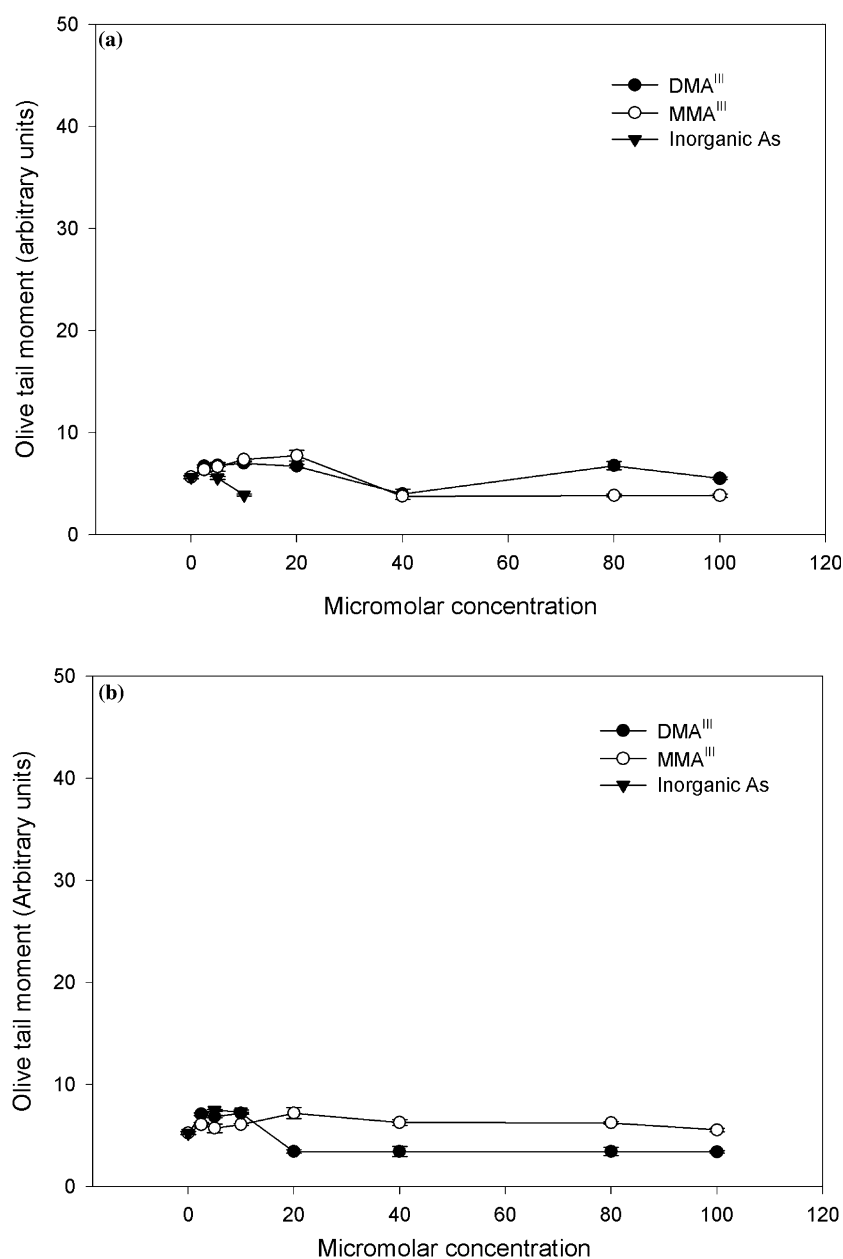 (a)
50
40
30
20
10
0
Olive tail moment (arbitrary units)
DMA^III
MMA^III
Inorganic As
0 20 40 60 80 100 120
Micromolar concentration
(b)
50
40
30
20
10
0
Olive tail moment (Arbitrary units)
DMA^III
MMA^III
Inorganic As
0 20 40 60 80 100 120
Micromolar concentration